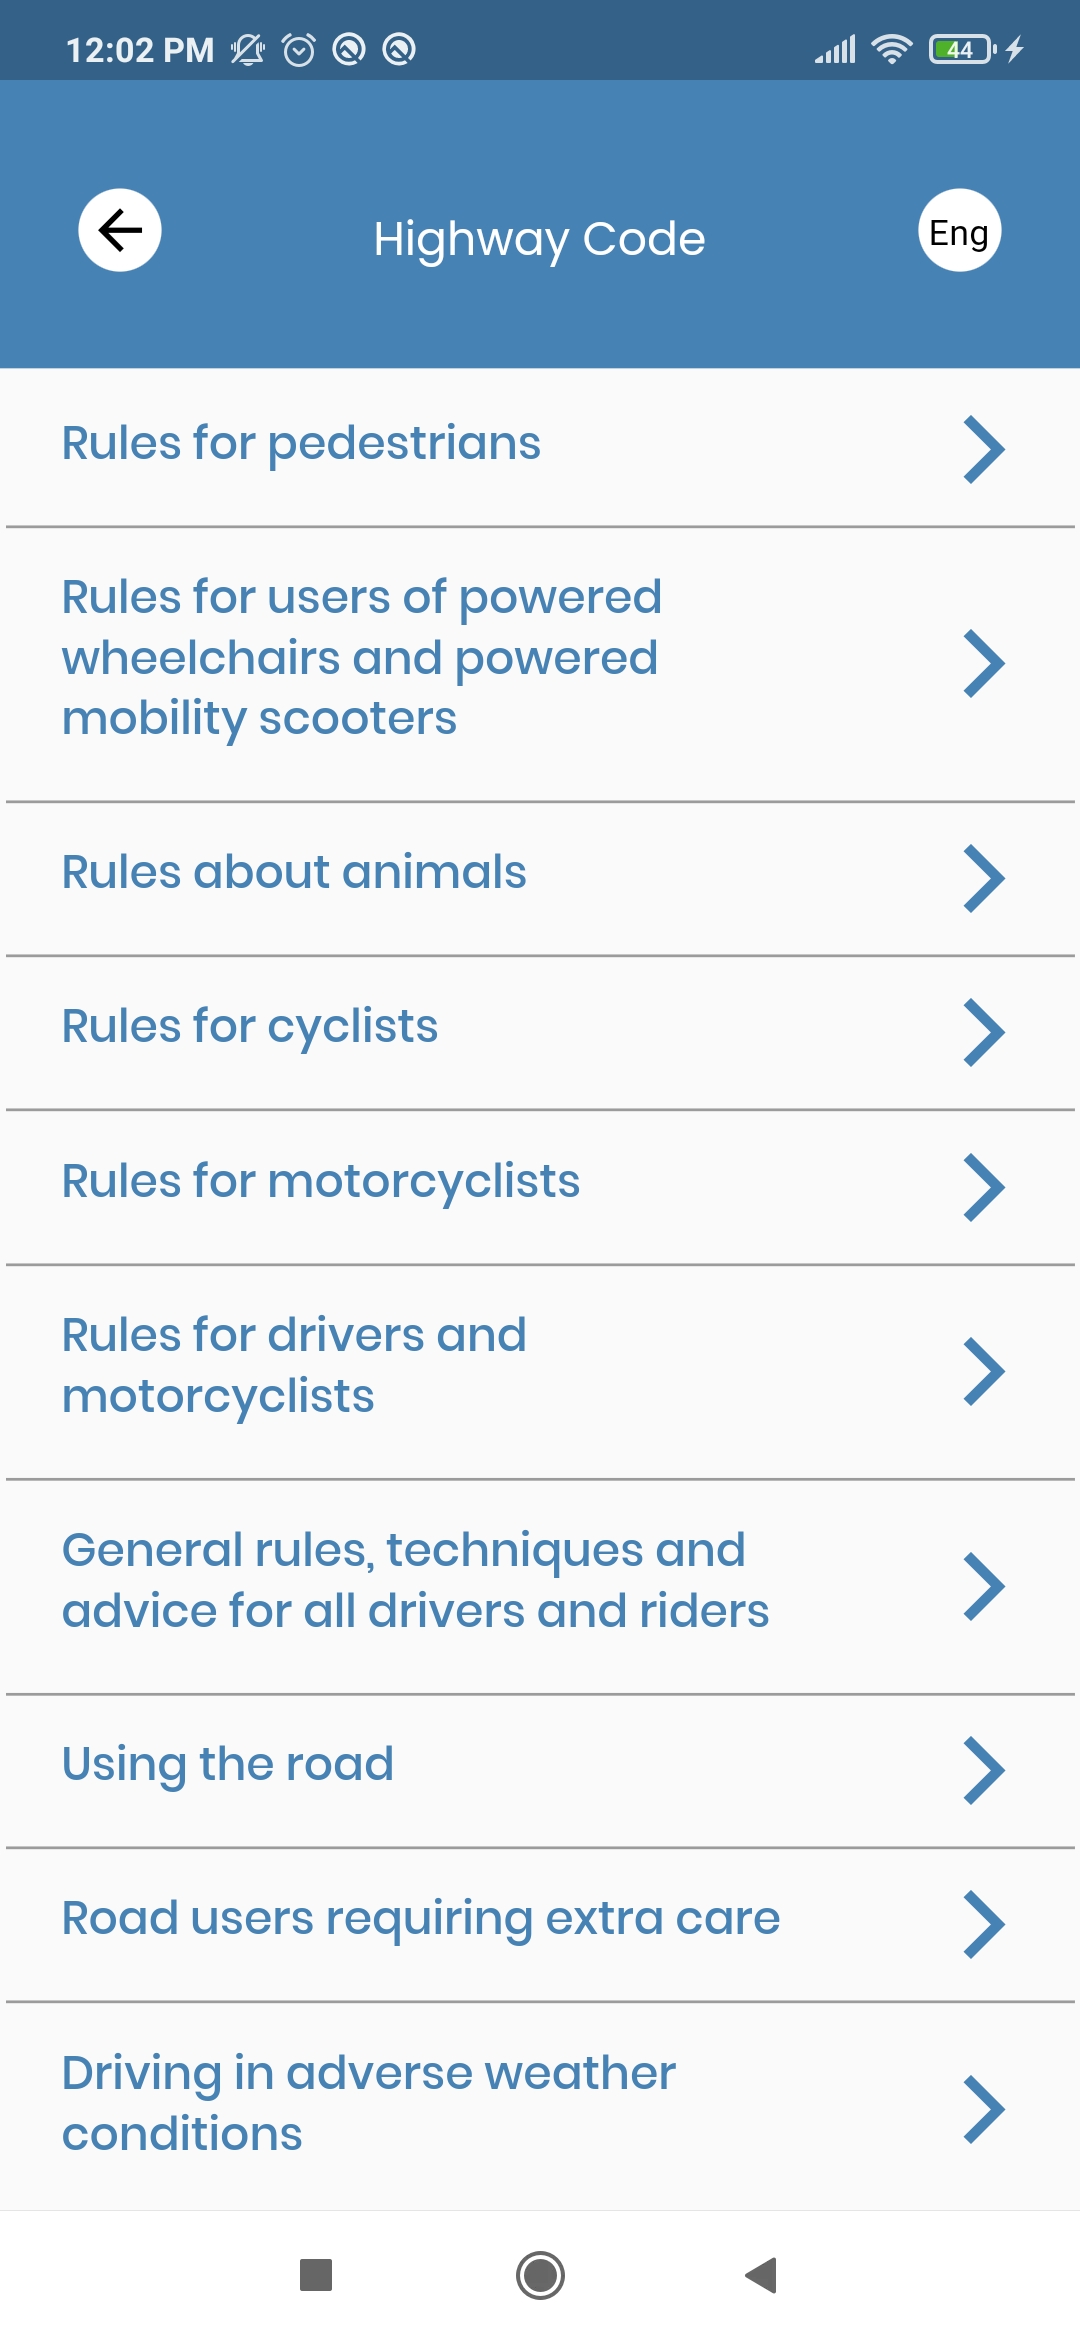 12:02 PM
44
Highway Code
Eng
Rules for pedestrians
Rules for users of powered
wheelchairs and powered
mobility scooters
Rules about animals
Rules for cyclists
Rules for motorcyclists
Rules for drivers and
motorcyclists
General rules, techniques and
advice for all drivers and riders
Using the road
Road users requiring extra care
Driving in adverse weather
conditions